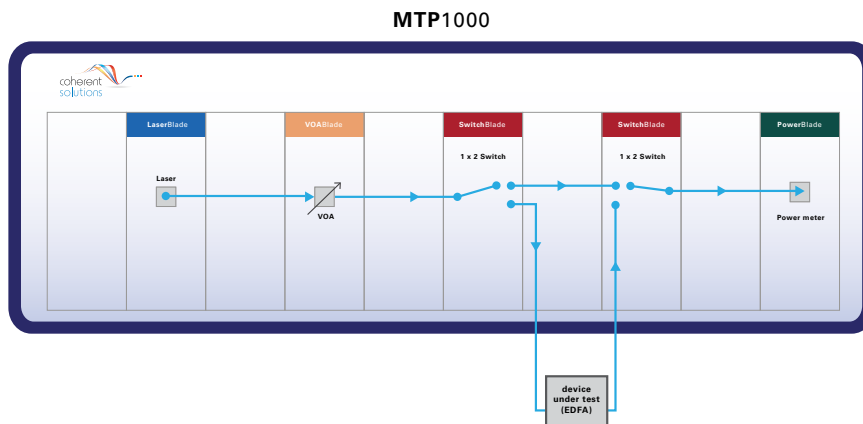 MTP1000
coherent
solutions
LaserBlade
VOABlade
SwitchBlade
SwitchBlade
PowerBlade
1 x 2 Switch
1 x 2 Switch
Laser
VOA
Power meter
device
under test
(EDFA)